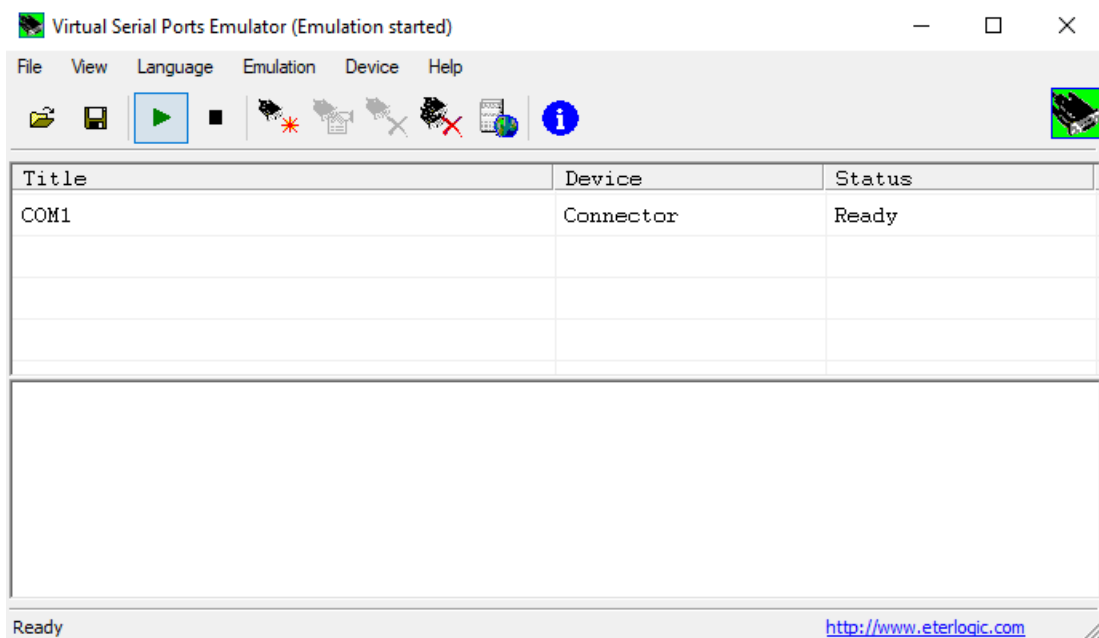 Virtual Serial Ports Emulator (Emulation started)
File View Language Emulation Device Help
Title Device Status
COM1 Connector Ready
Ready http://www.eterlogic.com